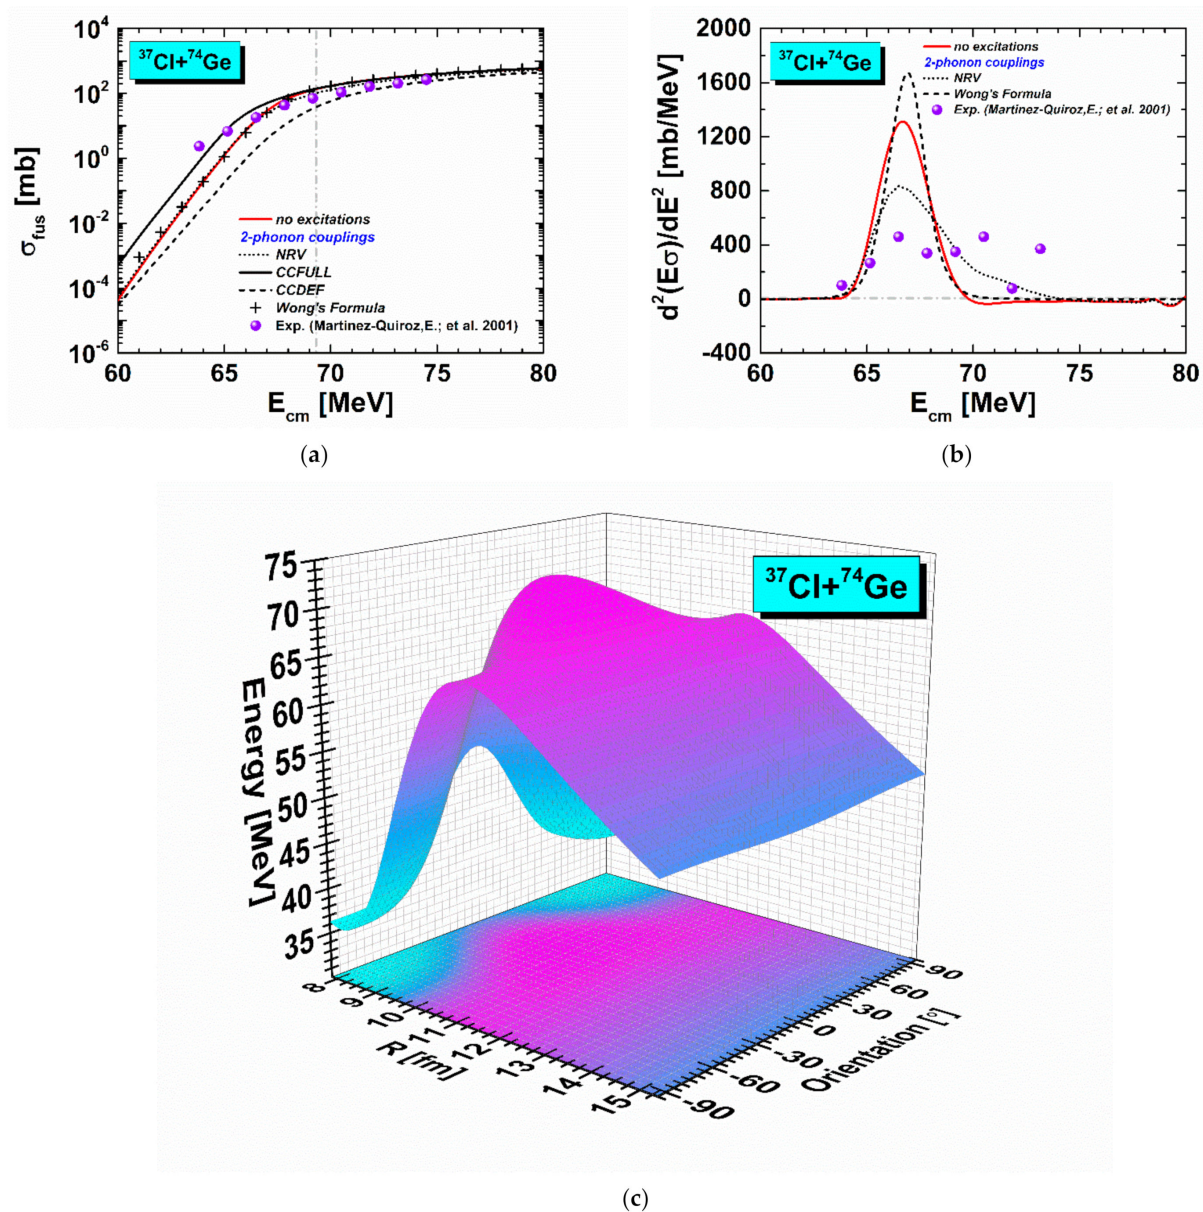 ³⁷Cl+⁷⁴Ge
10⁴
10²
10⁰
10⁻²
10⁻⁴
10⁻⁶
σfus [mb]
no excitations
2-phonon couplings
NRV
CCFULL
CCDEF
Wong's Formula
Exp. (Martinez-Quiroz,E.; et al. 2001)
60 65 70 75 80
Ecm [MeV]
(a)
³⁷Cl+⁷⁴Ge
2000
1600
1200
800
400
0
-400
d²(Eσ)/dE² [mb/MeV]
no excitations
2-phonon couplings
NRV
Wong's Formula
Exp. (Martinez-Quiroz,E.; et al. 2001)
60 65 70 75 80
Ecm [MeV]
(b)
³⁷Cl+⁷⁴Ge
75
70
65
60
55
50
45
40
35
Energy [MeV]
8 9 10 11 12 13 14 15
R [fm]
-90 -60 -30 0 30 60 90
Orientation [°]
(c)